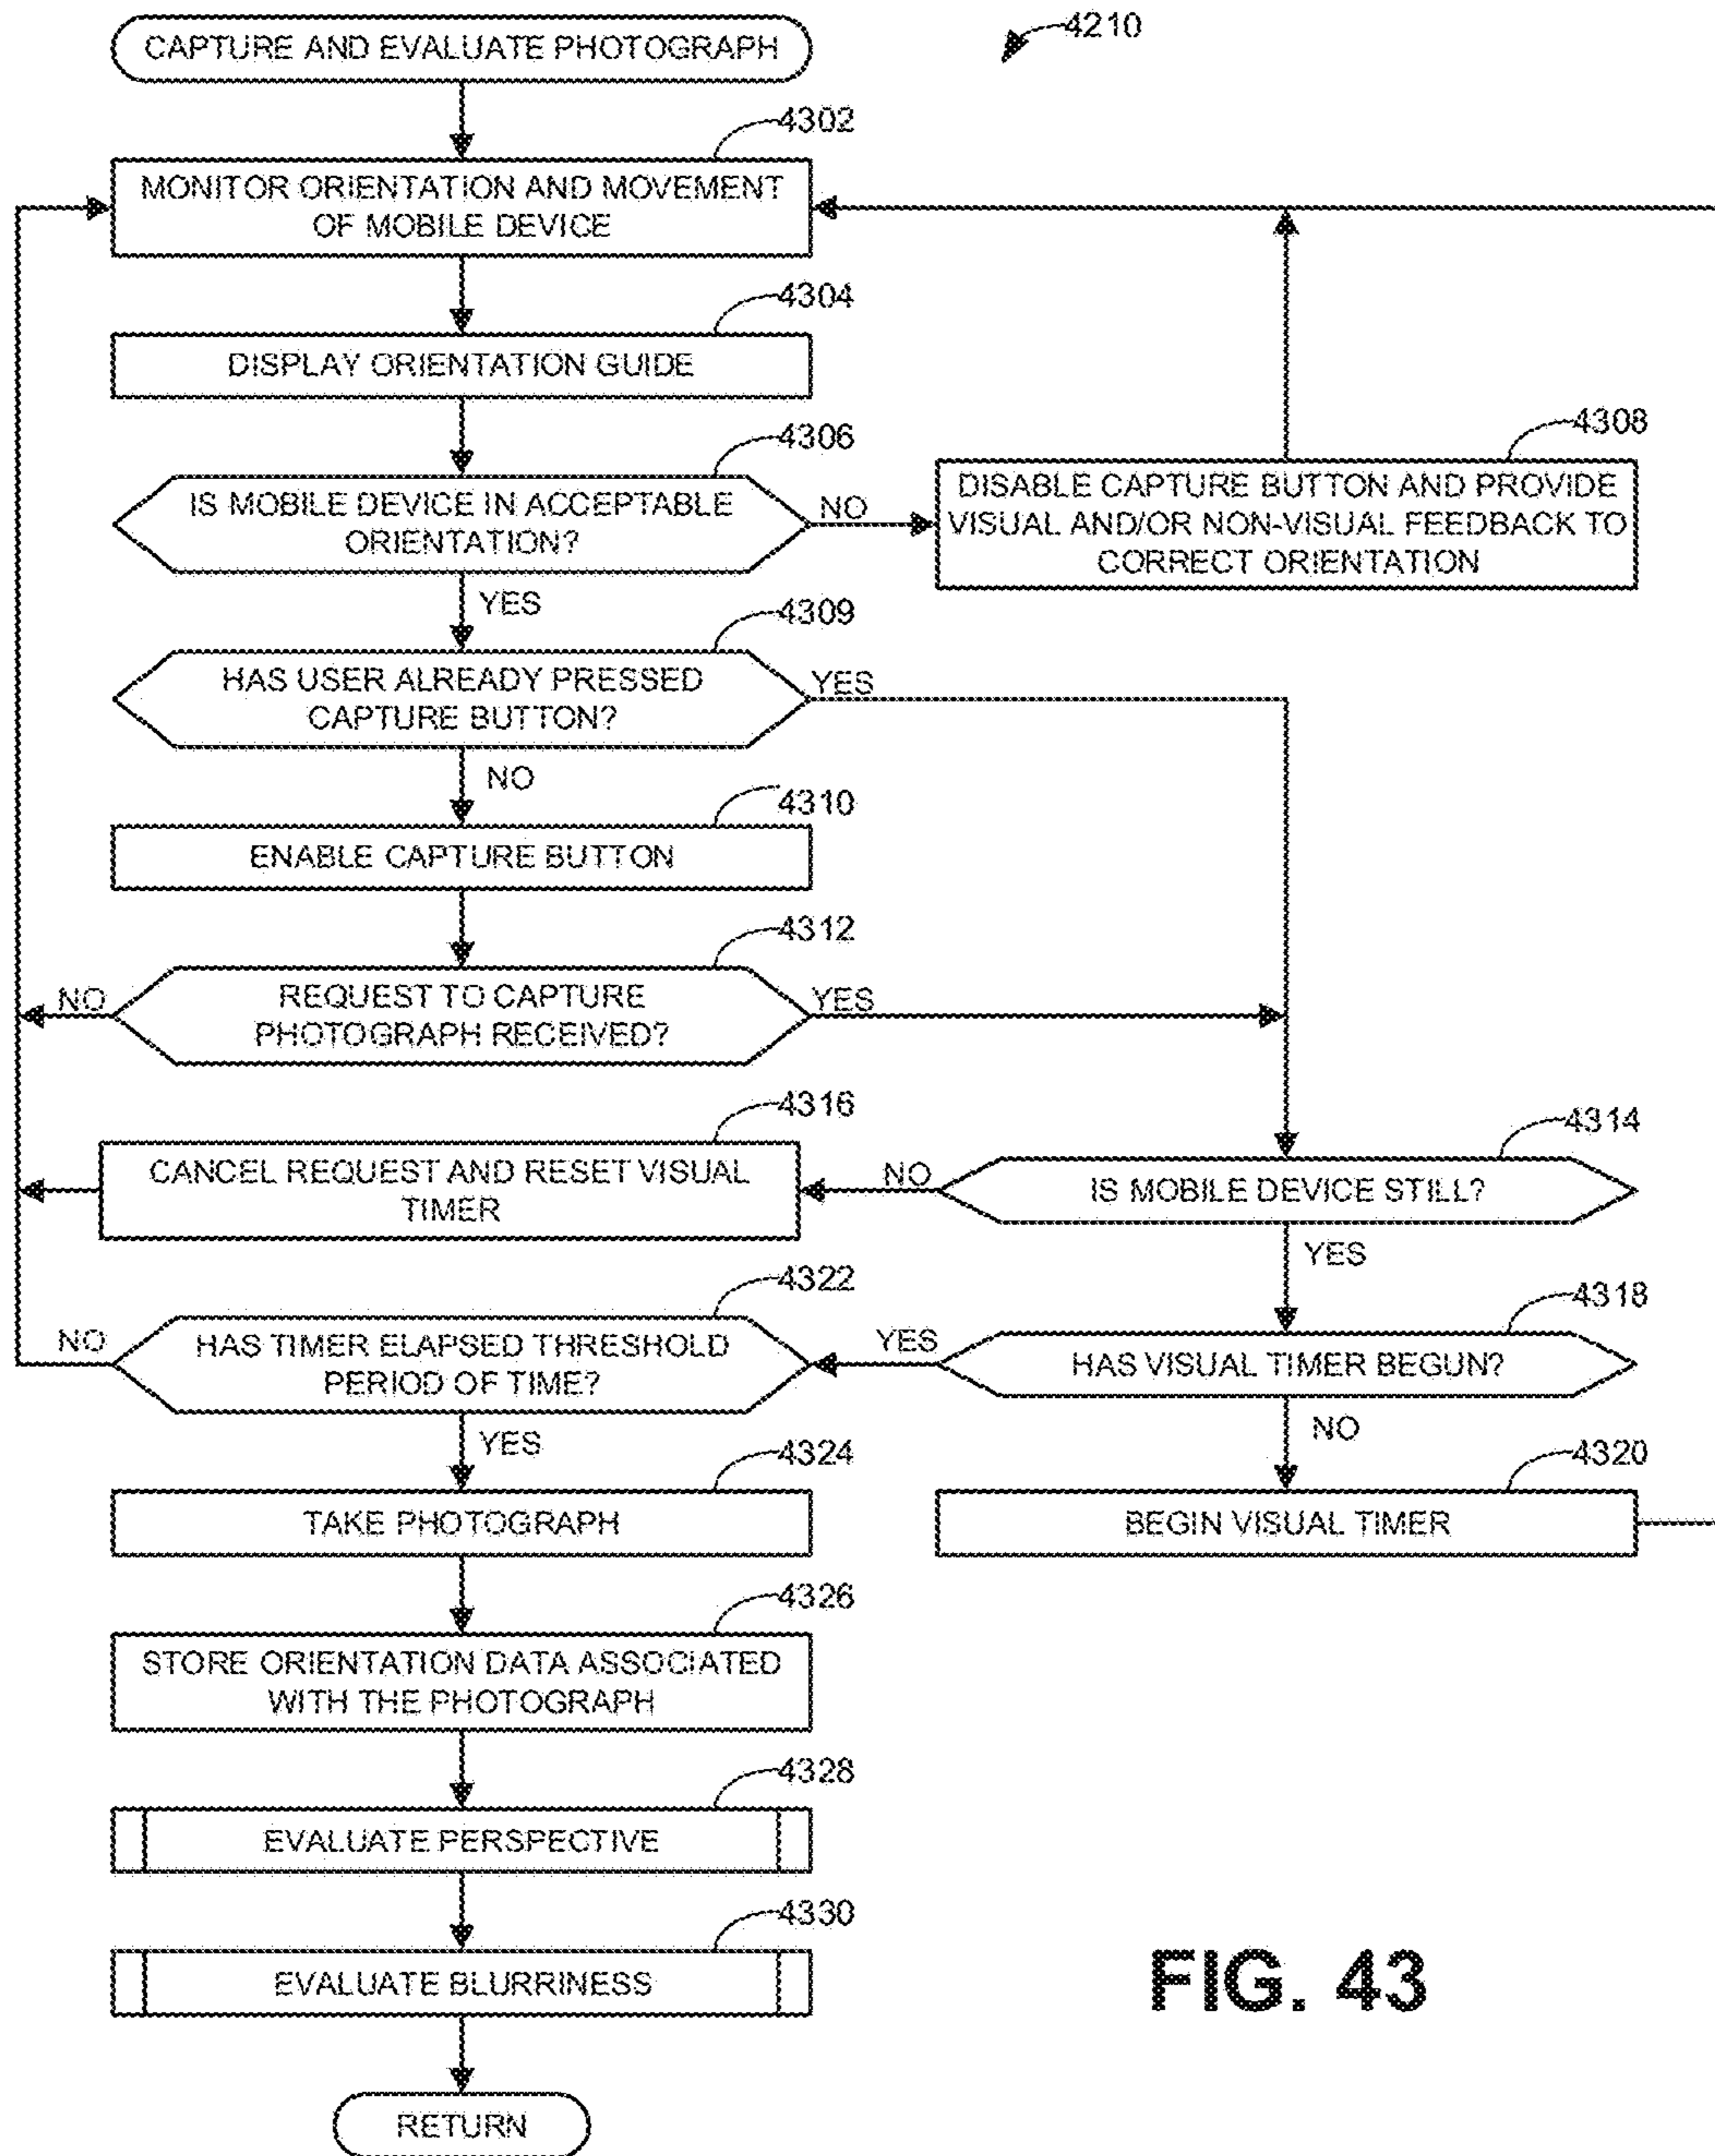 CAPTURE AND EVALUATE PHOTOGRAPH
4210
4302
MONITOR ORIENTATION AND MOVEMENT
OF MOBILE DEVICE
4304
DISPLAY ORIENTATION GUIDE
4306
IS MOBILE DEVICE IN ACCEPTABLE
ORIENTATION?
NO
4308
DISABLE CAPTURE BUTTON AND PROVIDE
VISUAL AND/OR NON-VISUAL FEEDBACK TO
CORRECT ORIENTATION
YES
4309
HAS USER ALREADY PRESSED
CAPTURE BUTTON?
YES
NO
4310
ENABLE CAPTURE BUTTON
4312
NO
REQUEST TO CAPTURE
PHOTOGRAPH RECEIVED?
YES
4316
CANCEL REQUEST AND RESET VISUAL
TIMER
NO
4314
IS MOBILE DEVICE STILL?
YES
4322
NO
HAS TIMER ELAPSED THRESHOLD
PERIOD OF TIME?
YES
4318
HAS VISUAL TIMER BEGUN?
YES
NO
4324
TAKE PHOTOGRAPH
4320
BEGIN VISUAL TIMER
4326
STORE ORIENTATION DATA ASSOCIATED
WITH THE PHOTOGRAPH
4328
EVALUATE PERSPECTIVE
4330
EVALUATE BLURRINESS
RETURN
FIG. 43